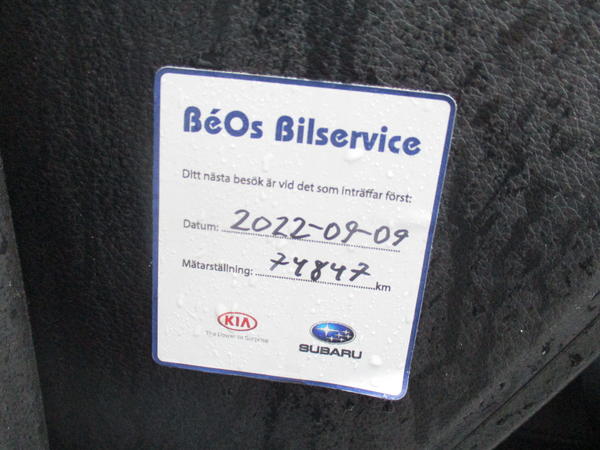 BéOs Bilservice
Ditt nästa besök är vid det som inträffar först:
Datum: 2022-09-09
Mätarställning: 74847 km
KIA
The Power to Surprise
SUBARU